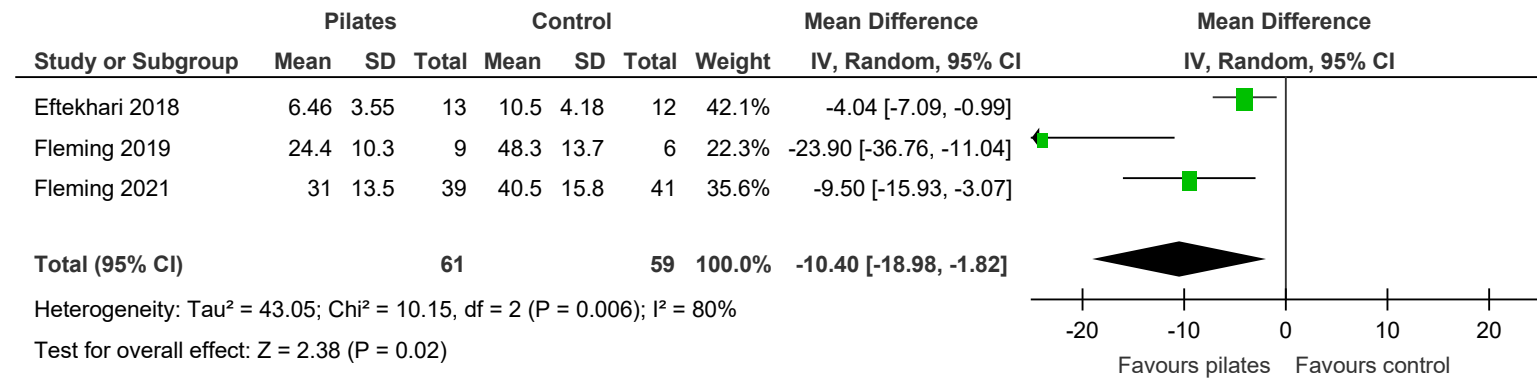 Pilates Control Mean Difference Mean Difference
Study or Subgroup Mean SD Total Mean SD Total Weight IV, Random, 95% CI IV, Random, 95% CI
Eftekhari 2018 6.46 3.55 13 10.5 4.18 12 42.1% -4.04 [-7.09, -0.99]
Fleming 2019 24.4 10.3 9 48.3 13.7 6 22.3% -23.90 [-36.76, -11.04]
Fleming 2021 31 13.5 39 40.5 15.8 41 35.6% -9.50 [-15.93, -3.07]
Total (95% CI) 61 59 100.0% -10.40 [-18.98, -1.82]
Heterogeneity: Tau² = 43.05; Chi² = 10.15, df = 2 (P = 0.006); I² = 80%
Test for overall effect: Z = 2.38 (P = 0.02)
-20 -10 0 10 20
Favours pilates Favours control